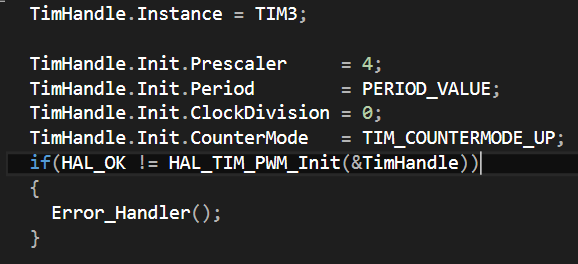 TimHandle.Instance = TIM3;
TimHandle.Init.Prescaler     = 4;
TimHandle.Init.Period        = PERIOD_VALUE;
TimHandle.Init.ClockDivision = 0;
TimHandle.Init.CounterMode   = TIM_COUNTERMODE_UP;
if(HAL_OK != HAL_TIM_PWM_Init(&TimHandle))
{
  Error_Handler();
}